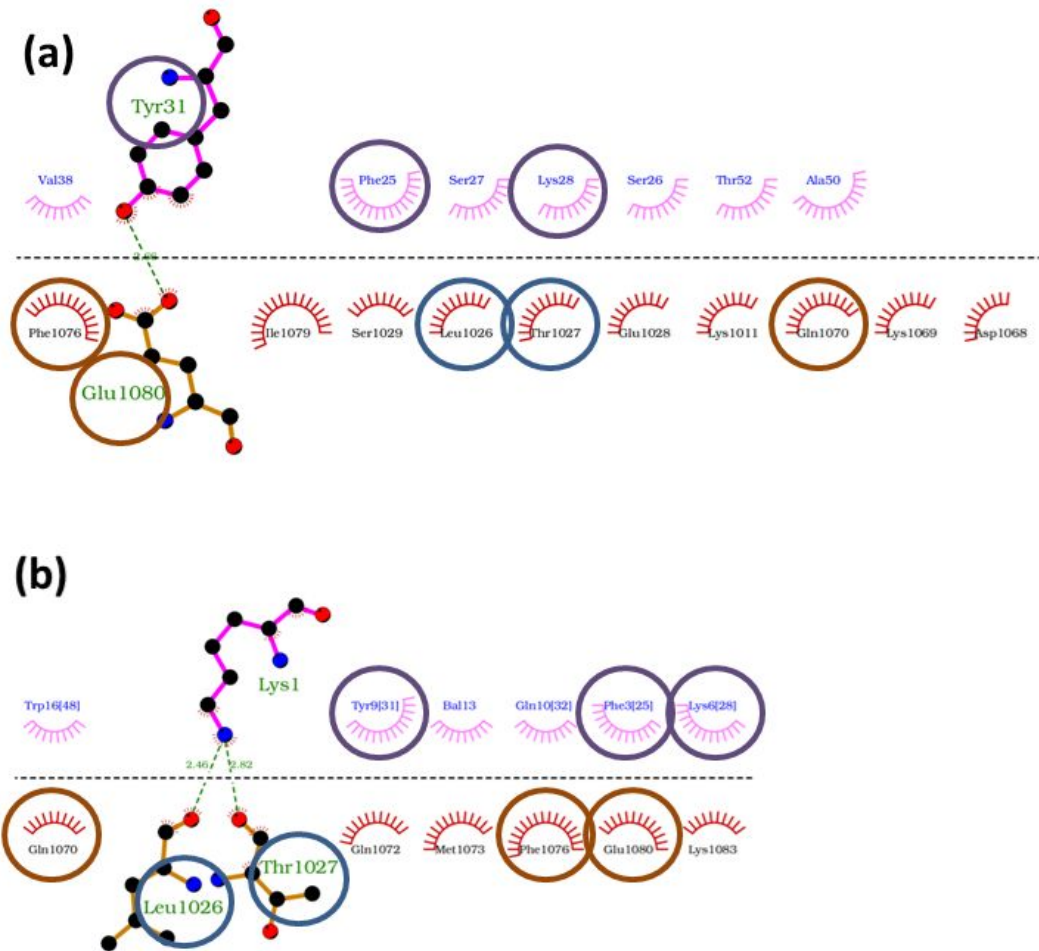 (a)
Tyr31
Val38 Phe25 Ser27 Lys28 Ser26 Thr52 Ala50
Phe1076 Ile1079 Ser1029 Leu1026 Thr1027 Glu1028 Lys1011 Gln1070 Lys1069 Asp1068
Glu1080
(b)
Lys1
Trp16[48] Tyr9[31] Bal13 Gln10[32] Phe3[25] Lys6[28]
2.46 2.82
Gln1070 Gln1072 Met1073 Phe1076 Glu1080 Lys1083
Thr1027
Leu1026